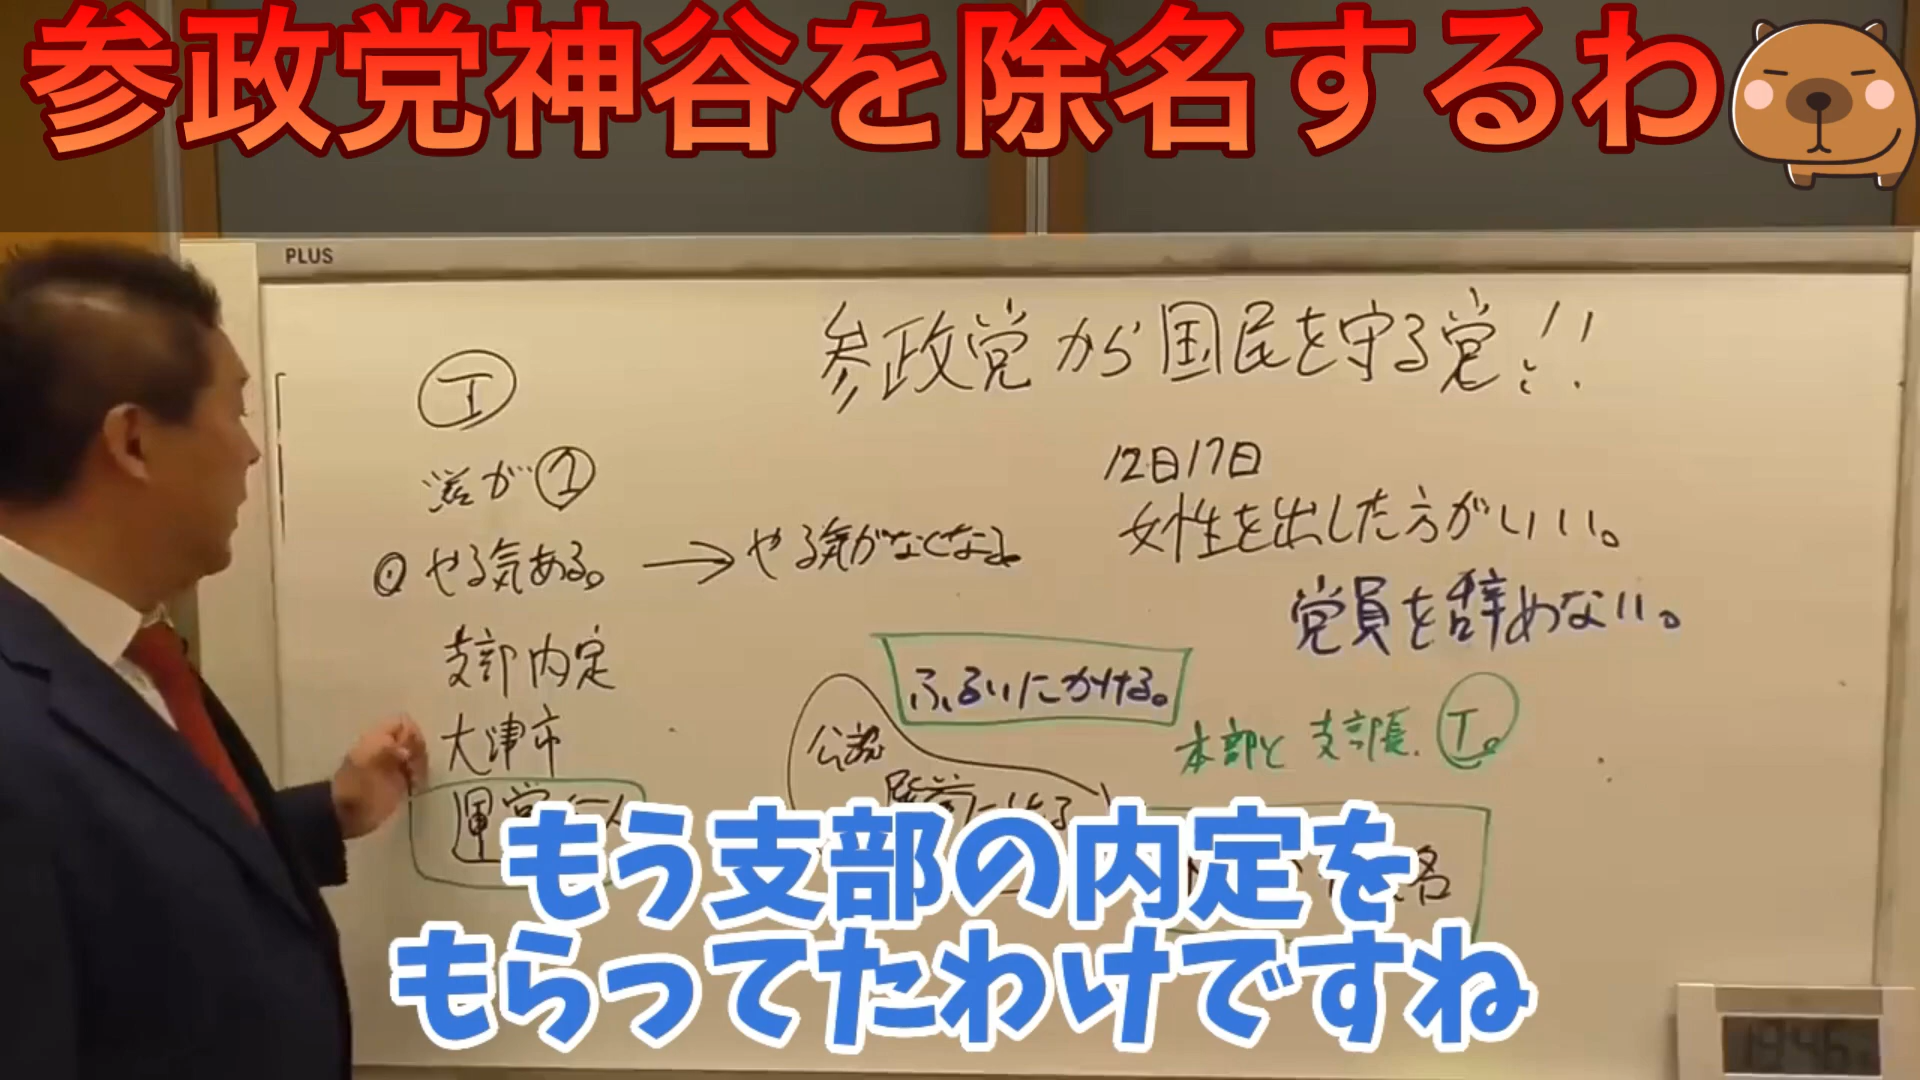 参政党神谷を除名するわ
PLUS
参政党から国民を守る党!!
T
滋が T
12日17日
女性を出した方がいい。
◎やる気ある。→やる気がなくなる。
党員を辞めない。
支部内定
ふるいにかける。
大津市
公認
本部と支部長. T。
運営
名
もう支部の内定を
もらってたわけですね